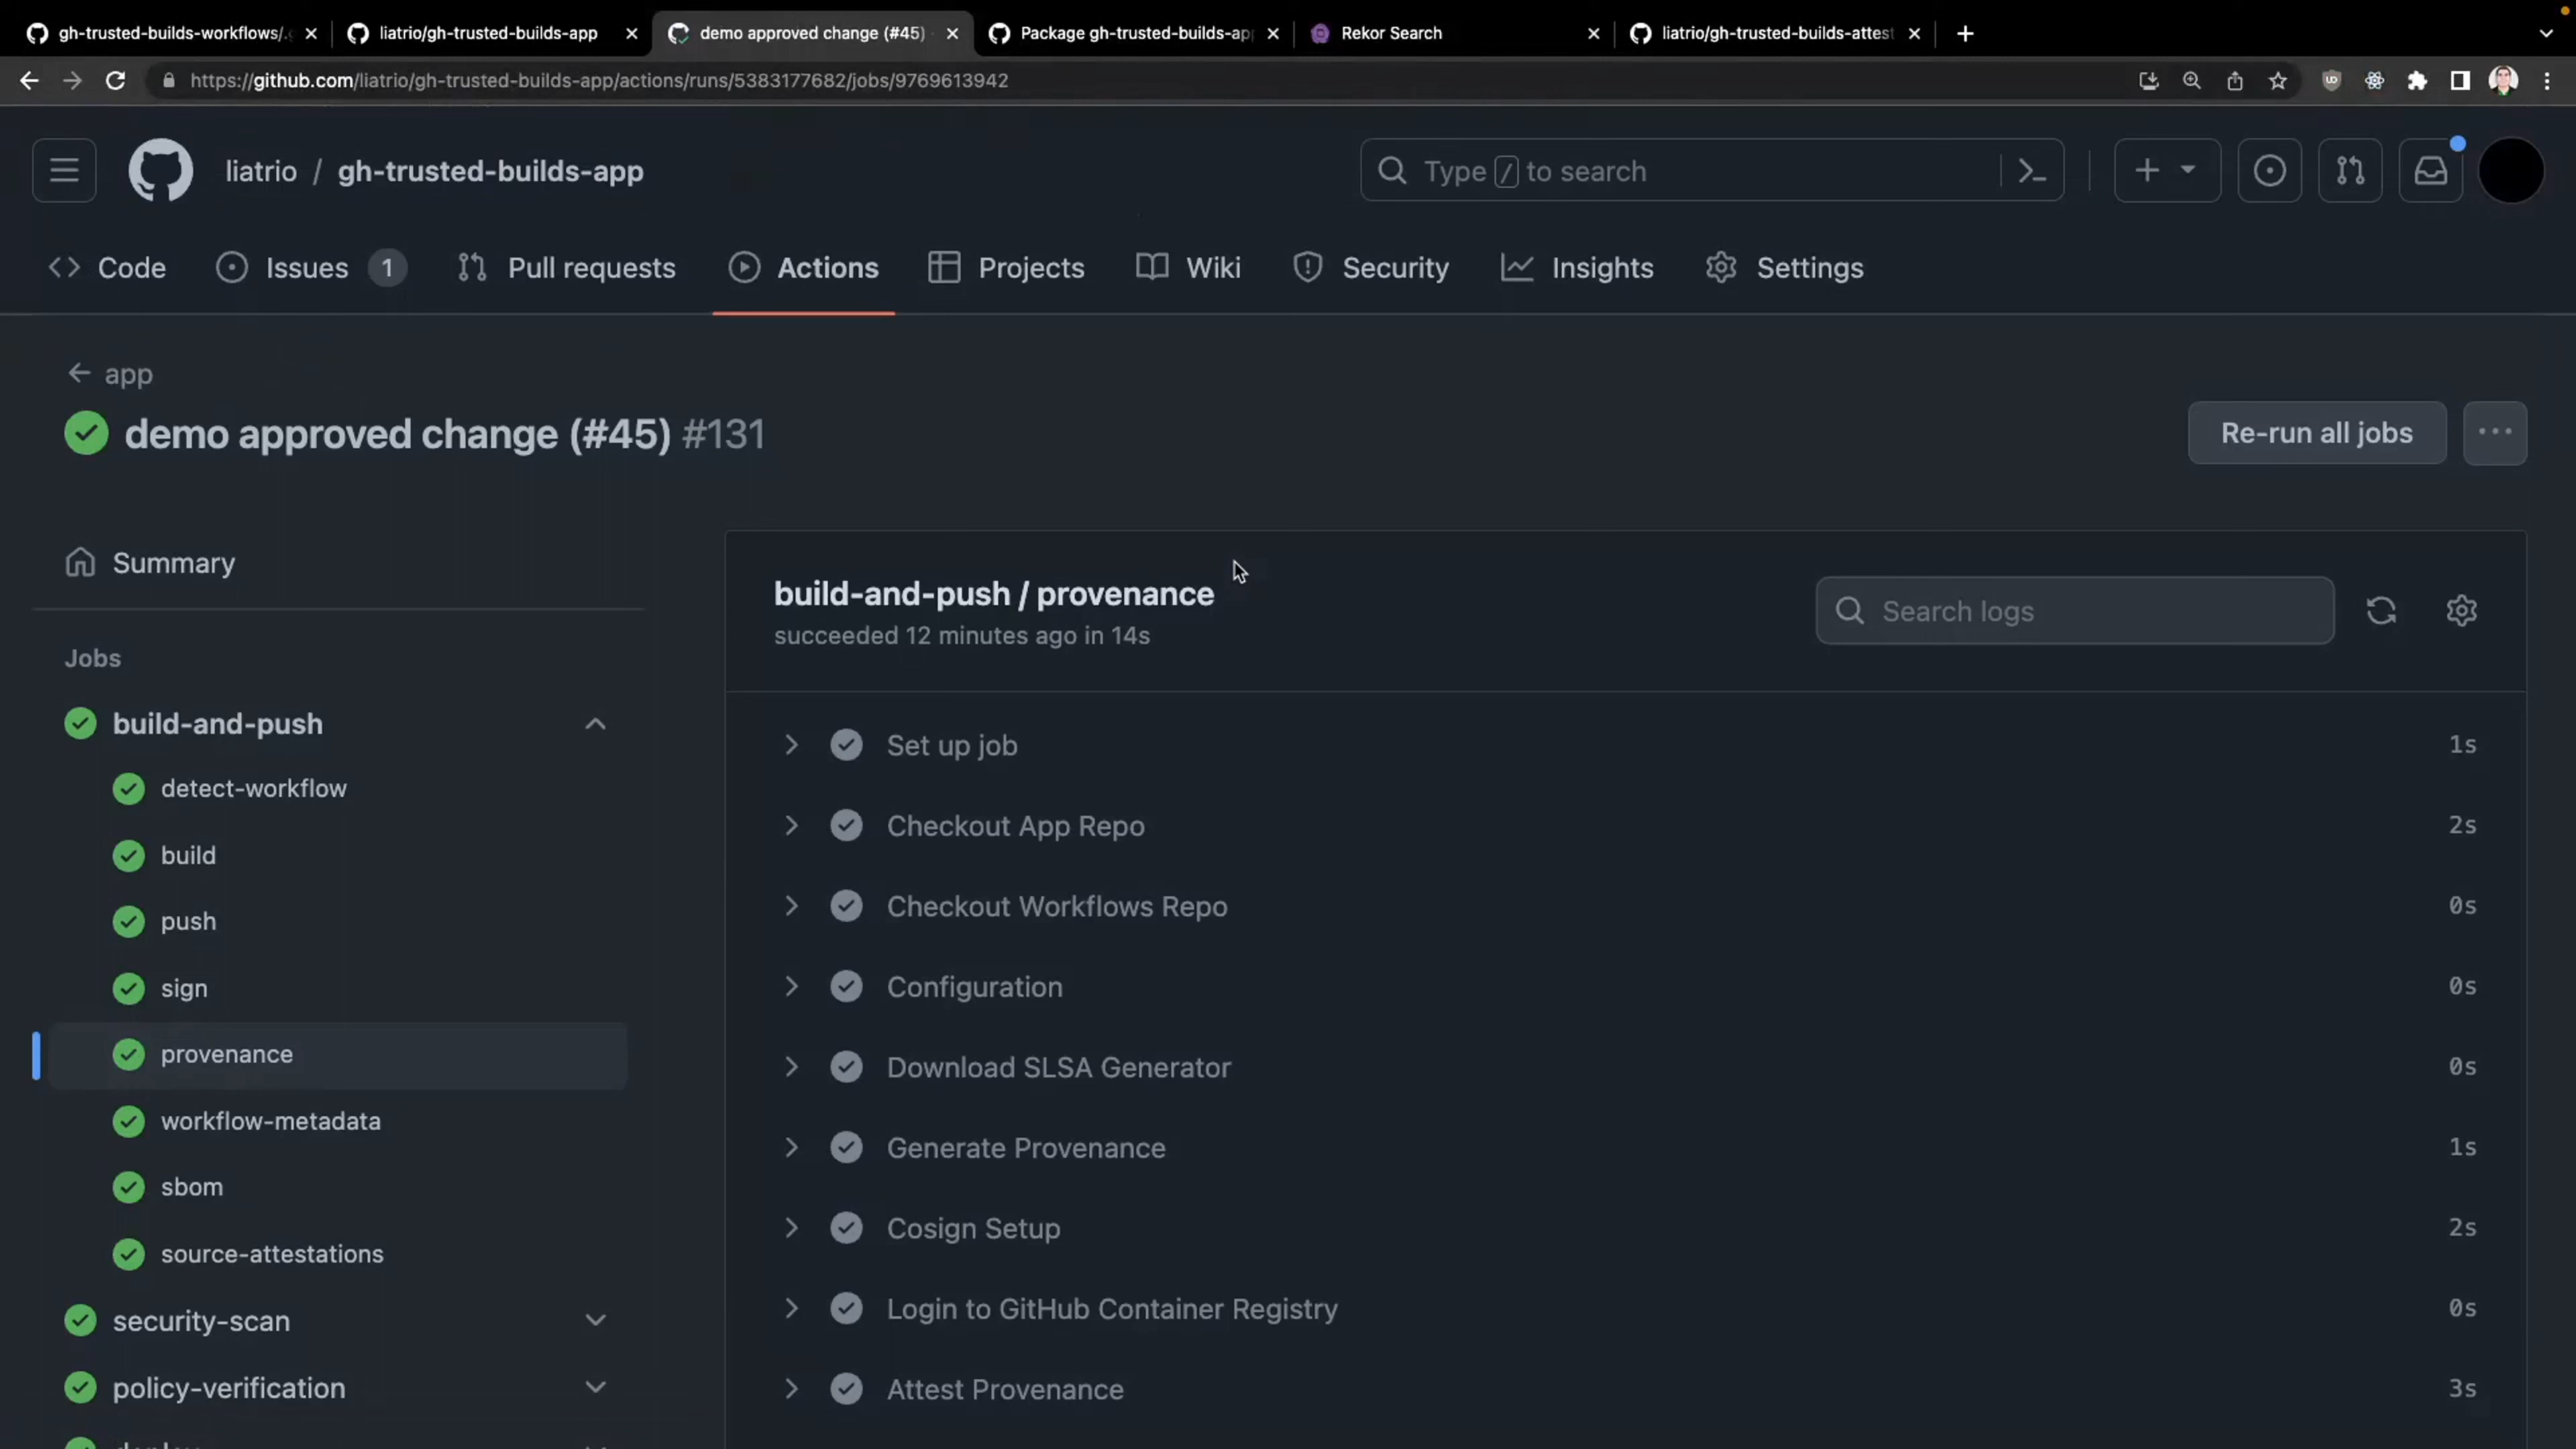 gh-trusted-builds-workflows/.g
liatrio/gh-trusted-builds-app
demo approved change (#45)
Package gh-trusted-builds-app
Rekor Search
liatrio/gh-trusted-builds-attest
https://github.com/liatrio/gh-trusted-builds-app/actions/runs/5383177682/jobs/9769613942
liatrio / gh-trusted-builds-app
Type / to search
Code
Issues 1
Pull requests
Actions
Projects
Wiki
Security
Insights
Settings
app
demo approved change (#45) #131
Re-run all jobs
Summary
Jobs
build-and-push
detect-workflow
build
push
sign
provenance
workflow-metadata
sbom
source-attestations
security-scan
policy-verification
build-and-push / provenance
succeeded 12 minutes ago in 14s
Search logs
Set up job 1s
Checkout App Repo 2s
Checkout Workflows Repo 0s
Configuration 0s
Download SLSA Generator 0s
Generate Provenance 1s
Cosign Setup 2s
Login to GitHub Container Registry 0s
Attest Provenance 3s